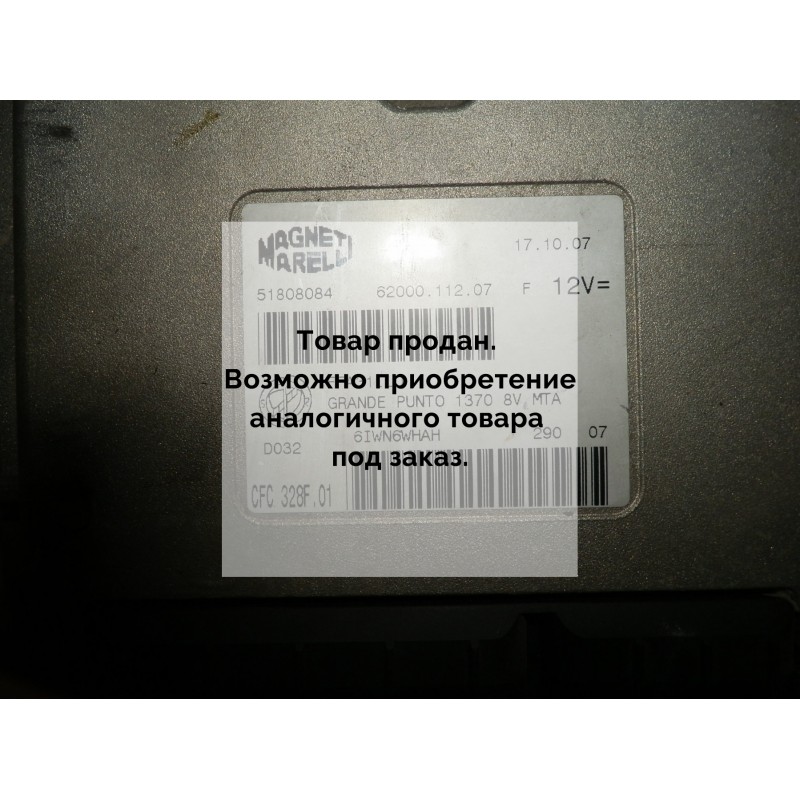 MAGNETI
MARELLI
17.10.07
51808084 62000.112.07 F 12V=
Товар продан.
Возможно приобретение
GRANDE PUNTO 1370 8V MTA
аналогичного товара
6IWN6WHAH 290 07
D032
под заказ.
CFC 328F.01